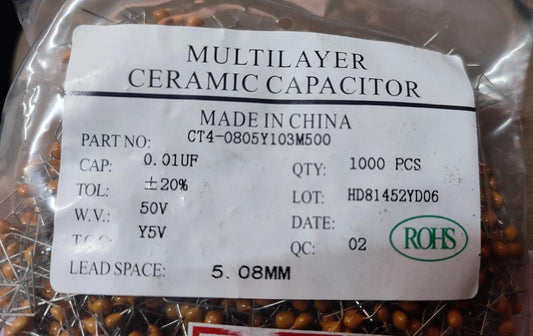 MULTILAYER
CERAMIC CAPACITOR
MADE IN CHINA
PART NO: CT4-0805Y103M500
CAP: 0.01UF QTY: 1000 PCS
TOL: ±20% LOT: HD81452YD06
W.V.: 50V DATE:
T.C.C: Y5V QC: 02 ROHS
LEAD SPACE: 5.08MM